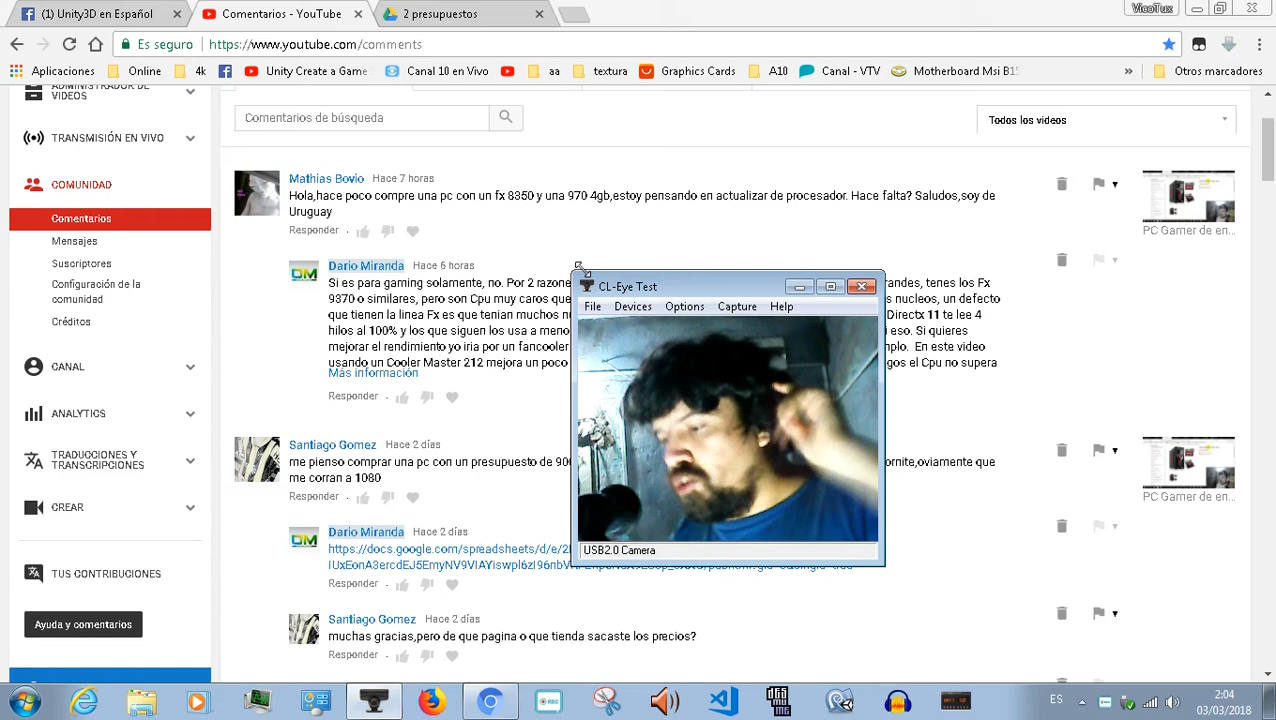 (1) Unity3D en Español
Comentarios - YouTube
2 presupuestos
VicoTux
Es seguro
https://www.youtube.com/comments
Aplicaciones
Online
4k
Unity Create a Game
Canal 10 en Vivo
aa
textura
Graphics Cards
A10
Canal - VTV
Motherboard Msi B15
»
Otros marcadores
ADMINISTRADOR DE
VIDEOS
TRANSMISIÓN EN VIVO
COMUNIDAD
Comentarios
Mensajes
Suscriptores
Configuración de la
comunidad
Créditos
CANAL
ANALYTICS
TRADUCCIONES Y
TRANSCRIPCIONES
CREAR
TUS CONTRIBUCIONES
Ayuda y comentarios
Comentarios de búsqueda
Todos los videos
Mathias Bovio Hace 7 horas
Hola,hace poco compre una pc con un fx 8350 y una 970 4gb,estoy pensando en actualizar de procesador. Hace falta? Saludos,soy de
Uruguay
Responder
PC Gamer de en...
DM
Dario Miranda Hace 6 horas
Si es para gaming solamente, no. Por 2 razone randes, tenes los Fx
9370 o similares, pero son Cpu muy caros que os nucleos, un defecto
que tienen la linea Fx es que tenian muchos n Directx 11 te lee 4
hilos al 100% y los que siguen los usa a meno i eso. Si quieres
mejorar el rendimiento yo iria por un fancooler mplo. En este video
usando un Cooler Master 212 mejora un poco gos el Cpu no supera
Más información
Responder
CL-Eye Test
File Devices Options Capture Help
USB2.0 Camera
Santiago Gomez Hace 2 días
me pienso comprar una pc con un presupuesto de 90 ornite,oviamente que
me corran a 1080
Responder
PC Gamer de en...
DM
Dario Miranda Hace 2 días
https://docs.google.com/spreadsheets/d/e/2
Responder
Santiago Gomez Hace 2 días
muchas gracias,pero de que pagina o que tienda sacaste los precios?
Responder
REC
ES
2:04
03/03/2018